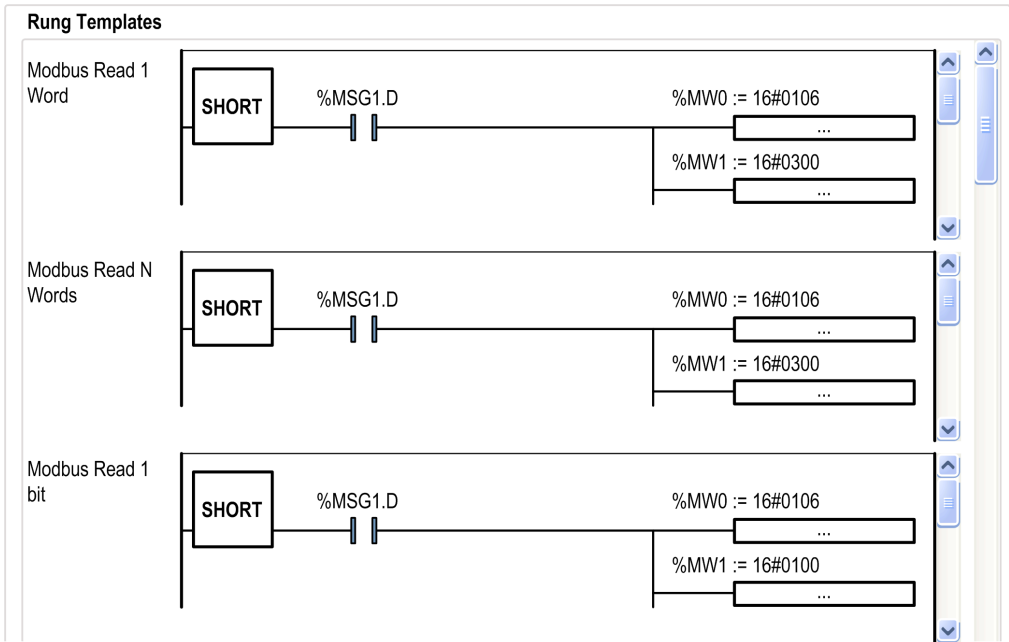 Rung Templates
Modbus Read 1
Word
SHORT
%MSG1.D
%MW0 := 16#0106
...
%MW1 := 16#0300
...
Modbus Read N
Words
SHORT
%MSG1.D
%MW0 := 16#0106
...
%MW1 := 16#0300
...
Modbus Read 1
bit
SHORT
%MSG1.D
%MW0 := 16#0106
...
%MW1 := 16#0100
...